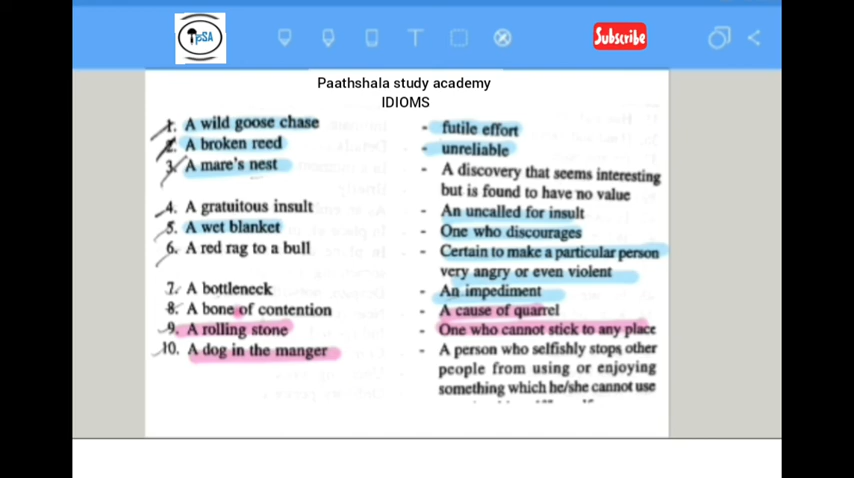 TpSA
T
Subscribe
Paathshala study academy
IDIOMS
1. A wild goose chase - futile effort
2. A broken reed - unreliable
3. A mare's nest - A discovery that seems interesting
but is found to have no value
4. A gratuitous insult - An uncalled for insult
5. A wet blanket - One who discourages
6. A red rag to a bull - Certain to make a particular person
very angry or even violent
7. A bottleneck - An impediment
8. A bone of contention - A cause of quarrel
9. A rolling stone - One who cannot stick to any place
10. A dog in the manger - A person who selfishly stops other
people from using or enjoying
something which he/she cannot use